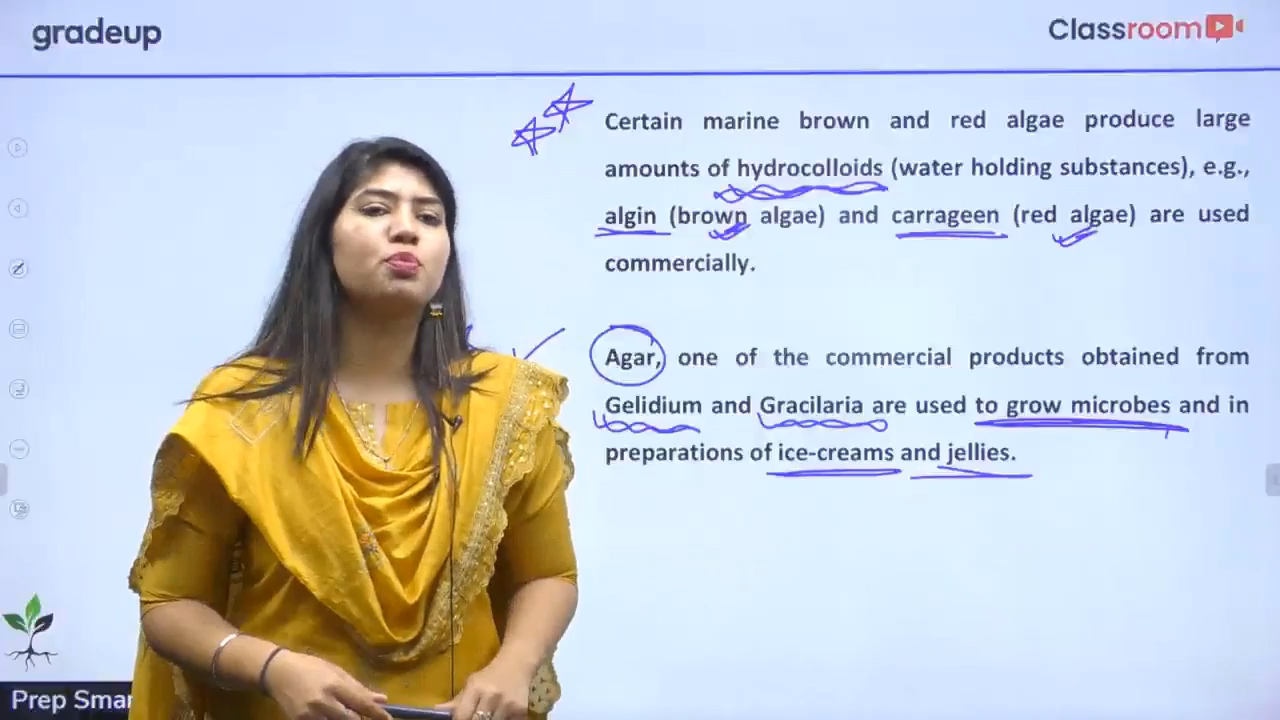 gradeup
Classroom
Certain marine brown and red algae produce large
amounts of hydrocolloids (water holding substances), e.g.,
algin (brown algae) and carrageen (red algae) are used
commercially.
Agar, one of the commercial products obtained from
Gelidium and Gracilaria are used to grow microbes and in
preparations of ice-creams and jellies.
Prep Smar